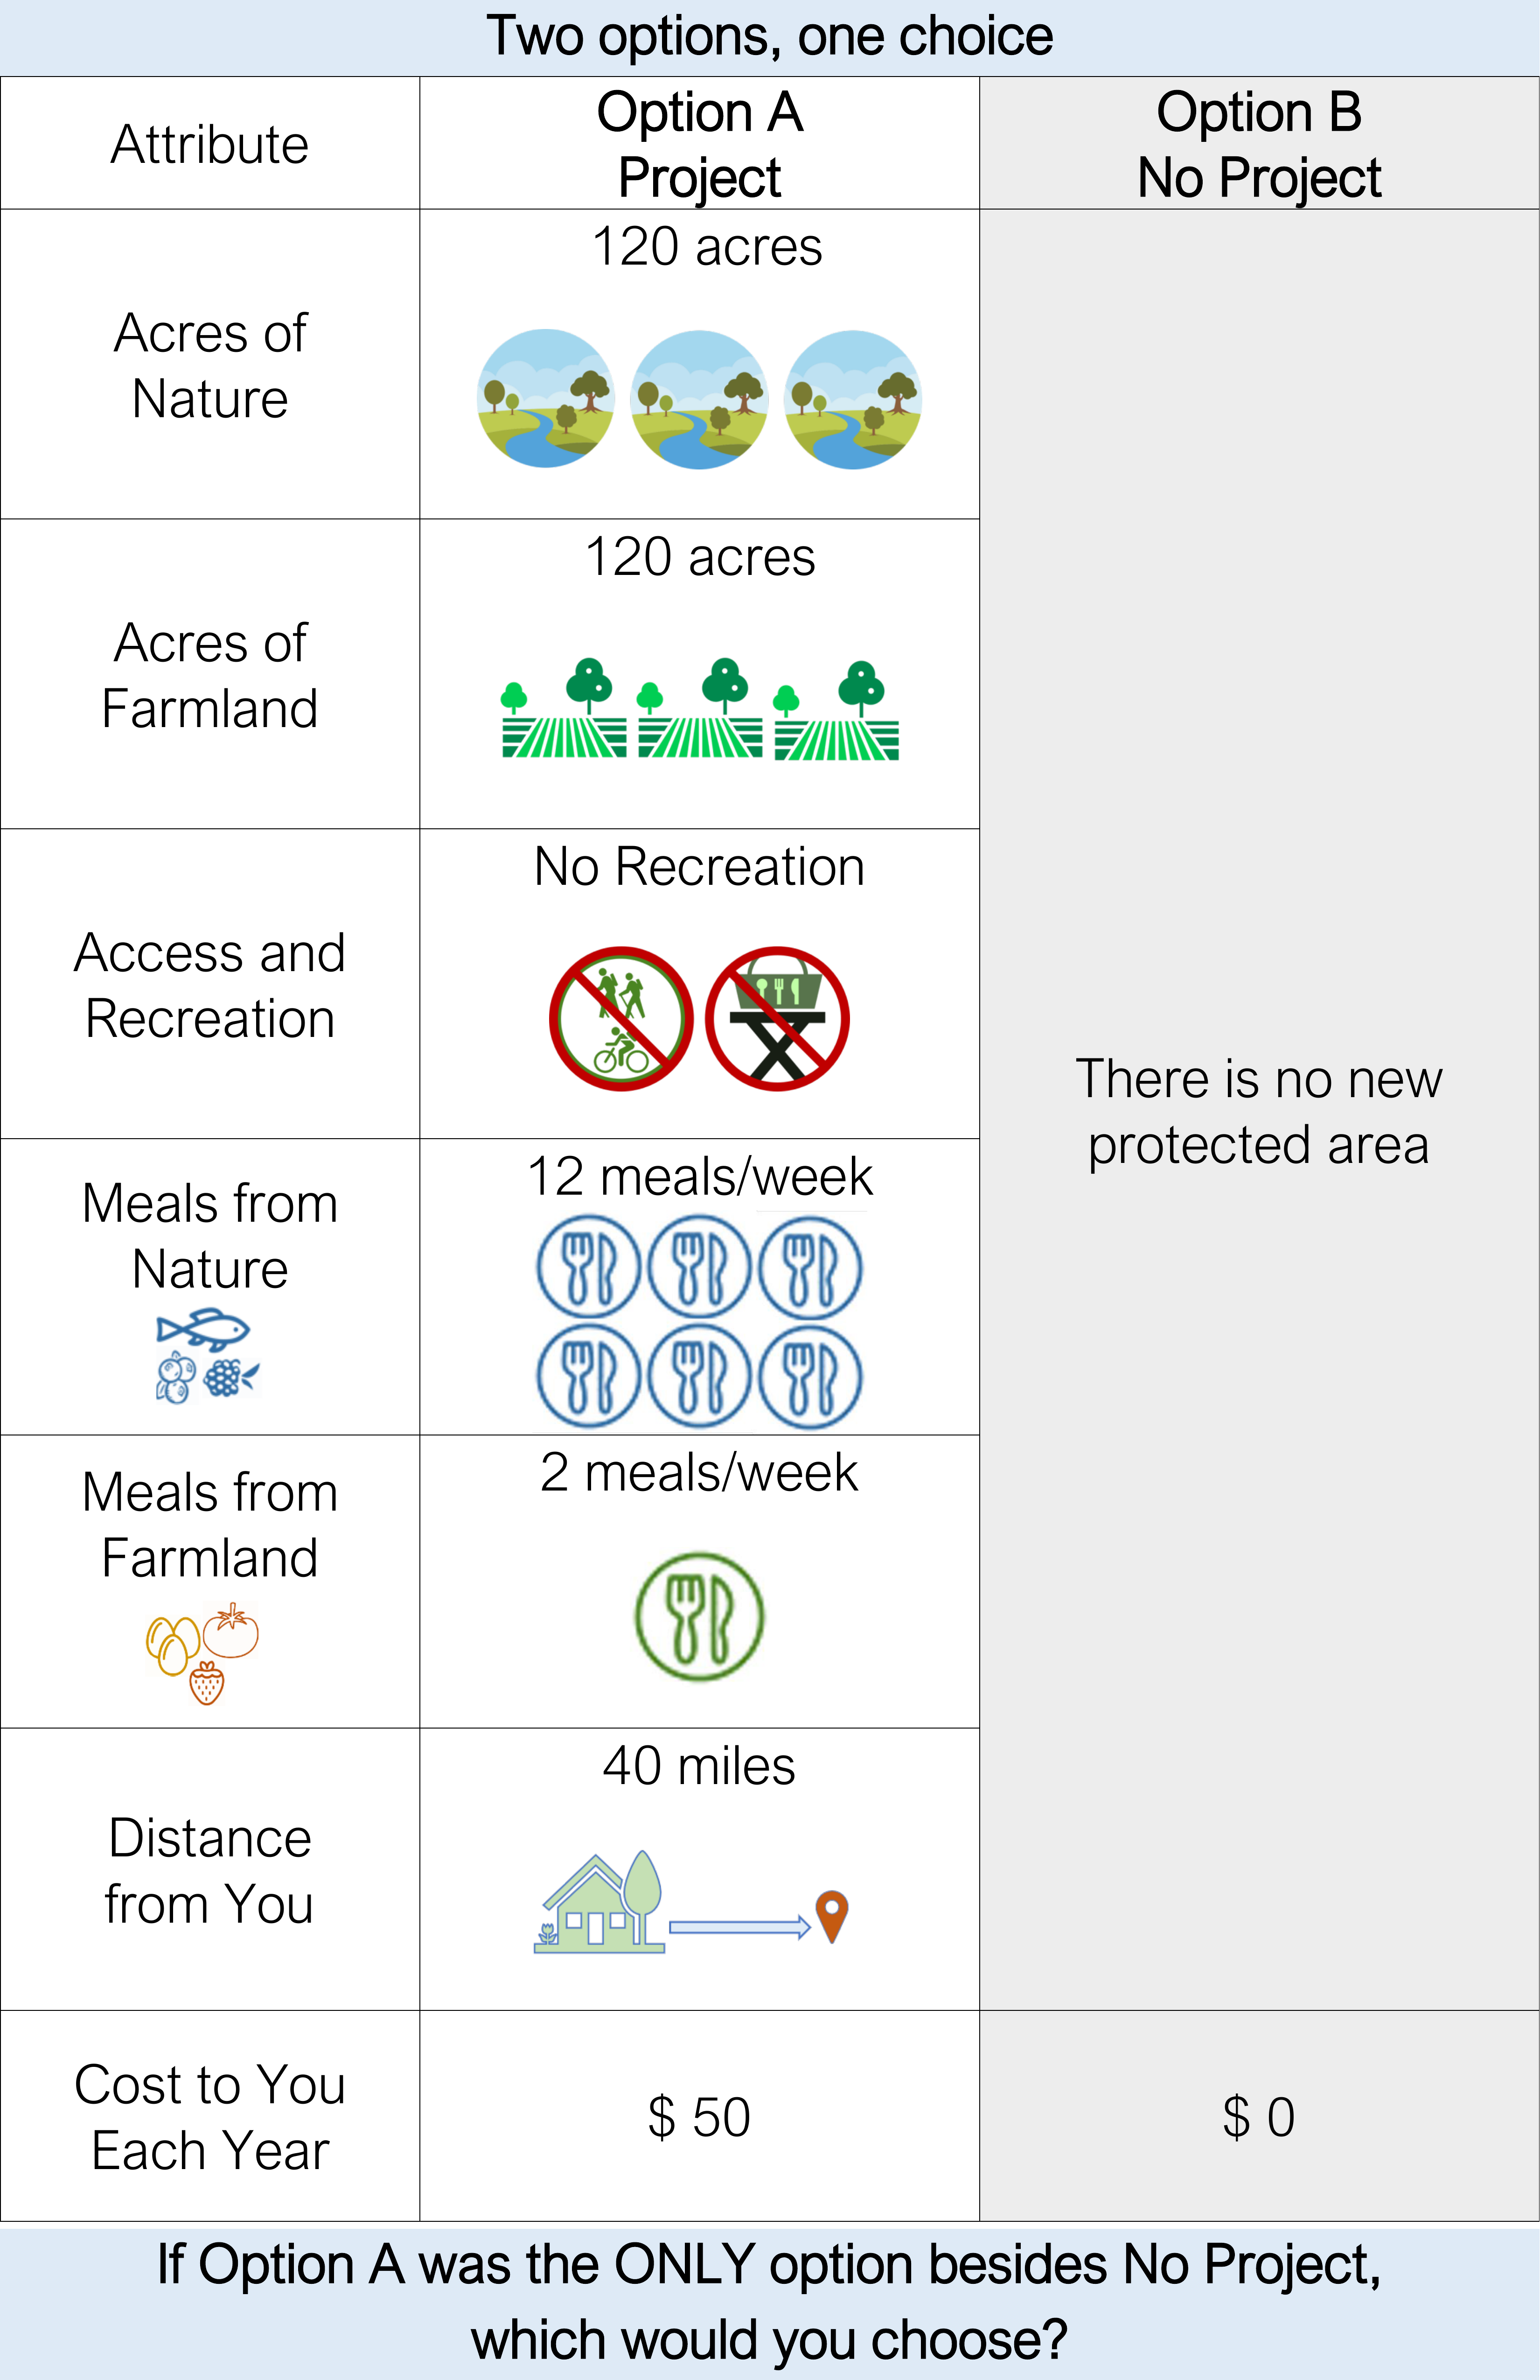 Two options, one choice
Attribute
Option A
Project
Option B
No Project
Acres of
Nature
120 acres
There is no new
protected area
Acres of
Farmland
120 acres
Access and
Recreation
No Recreation
Meals from
Nature
12 meals/week
Meals from
Farmland
2 meals/week
Distance
from You
40 miles
Cost to You
Each Year
$ 50
$ 0
If Option A was the ONLY option besides No Project,
which would you choose?